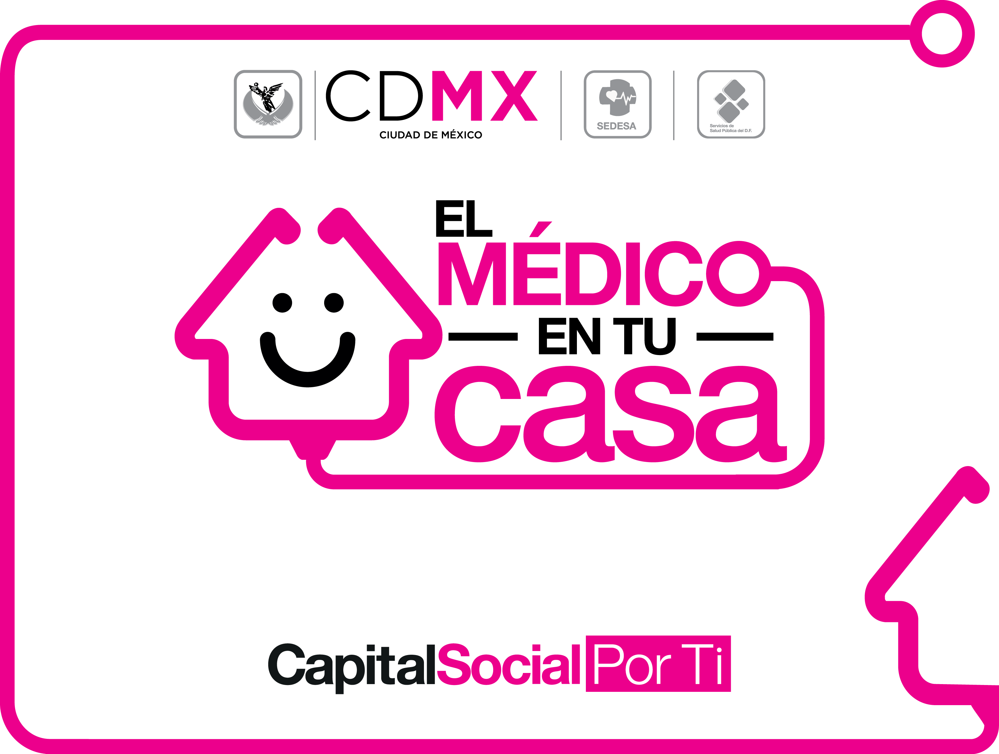 CDMX
CIUDAD DE MÉXICO
SEDESA
Servicios de
Salud Pública del D.F.
EL
MÉDICO
EN TU
casa
CapitalSocial Por Ti